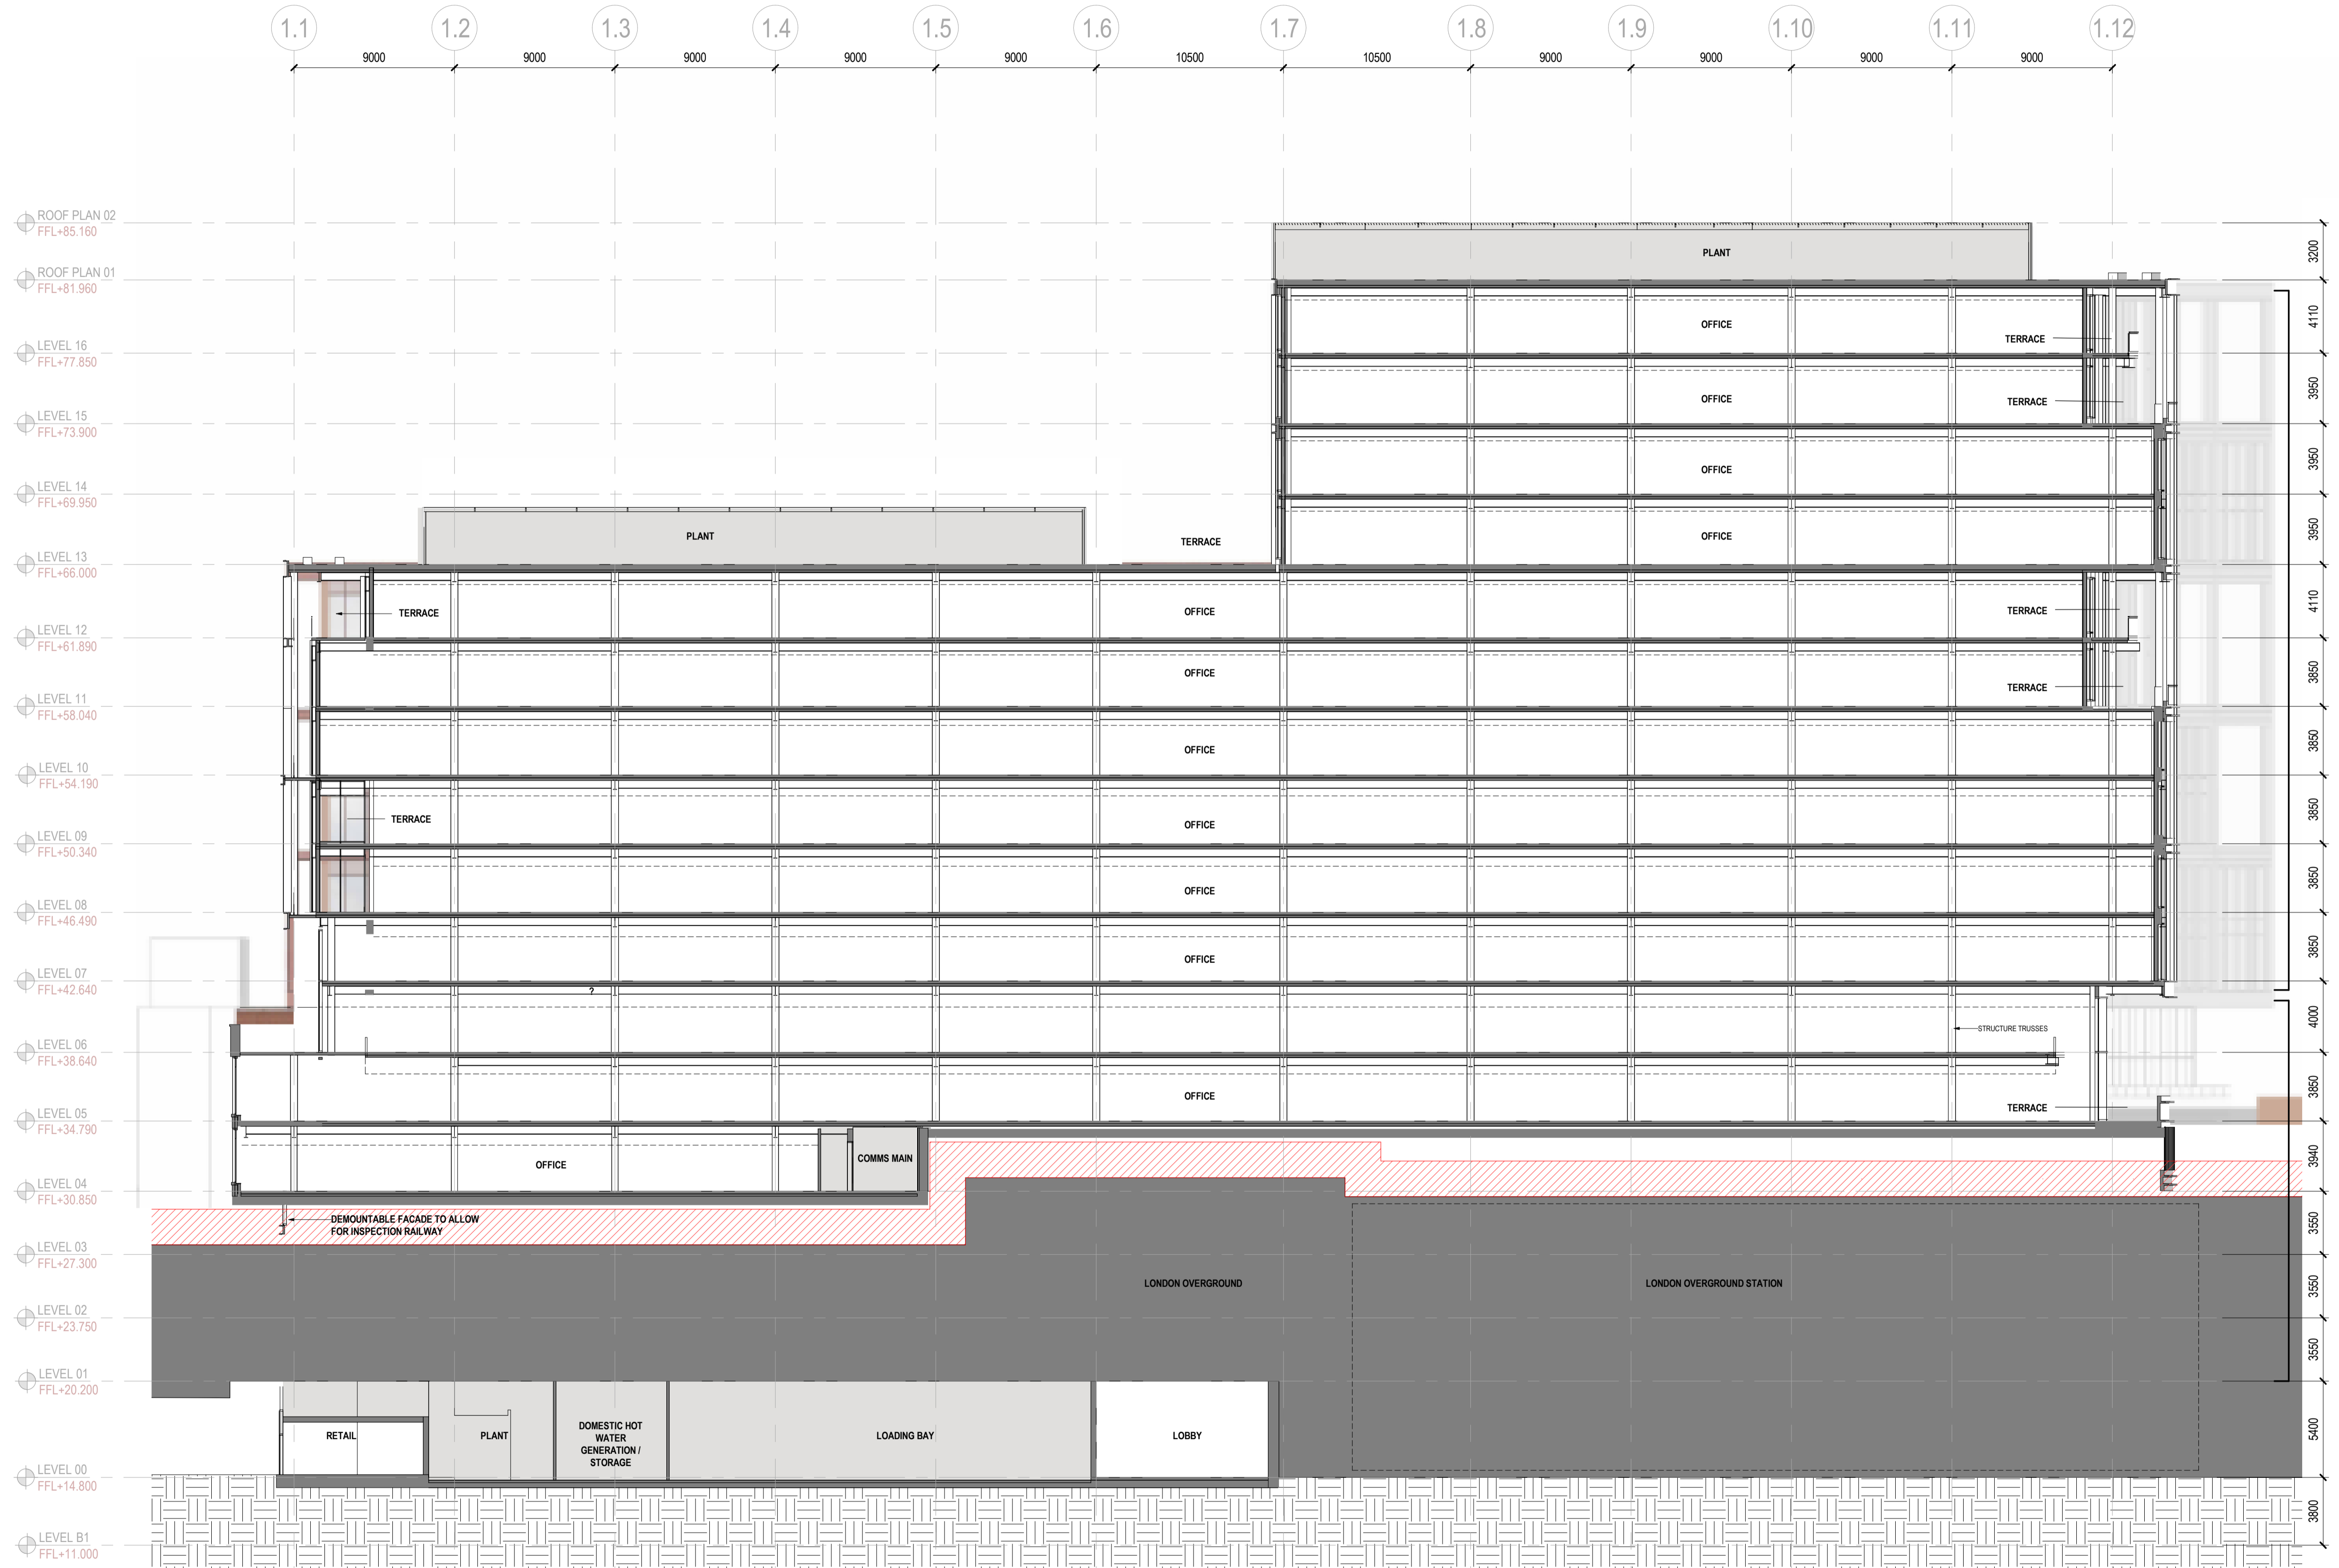 1.1 1.2 1.3 1.4 1.5 1.6 1.7 1.8 1.9 1.10 1.11 1.12
9000 9000 9000 9000 9000 10500 10500 9000 9000 9000 9000
ROOF PLAN 02
FFL+85.160
3200
PLANT
ROOF PLAN 01
FFL+81.960
4110
OFFICE
TERRACE
LEVEL 16
FFL+77.850
3950
OFFICE
TERRACE
LEVEL 15
FFL+73.900
3950
OFFICE
LEVEL 14
FFL+69.950
3950
PLANT
TERRACE
OFFICE
LEVEL 13
FFL+66.000
4110
TERRACE
OFFICE
TERRACE
LEVEL 12
FFL+61.890
3850
OFFICE
TERRACE
LEVEL 11
FFL+58.040
3850
OFFICE
LEVEL 10
FFL+54.190
3850
TERRACE
OFFICE
LEVEL 09
FFL+50.340
3850
OFFICE
LEVEL 08
FFL+46.490
3850
OFFICE
LEVEL 07
FFL+42.640
?
4000
STRUCTURE TRUSSES
LEVEL 06
FFL+38.640
3850
OFFICE
TERRACE
LEVEL 05
FFL+34.790
3940
OFFICE
COMMS MAIN
LEVEL 04
FFL+30.850
3550
DEMOUNTABLE FACADE TO ALLOW
FOR INSPECTION RAILWAY
LEVEL 03
FFL+27.300
3550
LONDON OVERGROUND
LONDON OVERGROUND STATION
LEVEL 02
FFL+23.750
3550
LEVEL 01
FFL+20.200
5400
RETAIL
PLANT
DOMESTIC HOT
WATER
GENERATION /
STORAGE
LOADING BAY
LOBBY
LEVEL 00
FFL+14.800
3800
LEVEL B1
FFL+11.000